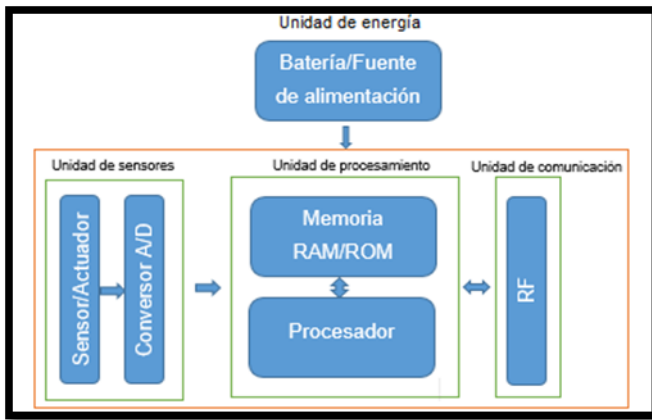 Unidad de energía
Batería/Fuente
de alimentación
Unidad de sensores
Unidad de procesamiento
Unidad de comunicación
Sensor/Actuador
Conversor A/D
Memoria
RAM/ROM
Procesador
RF